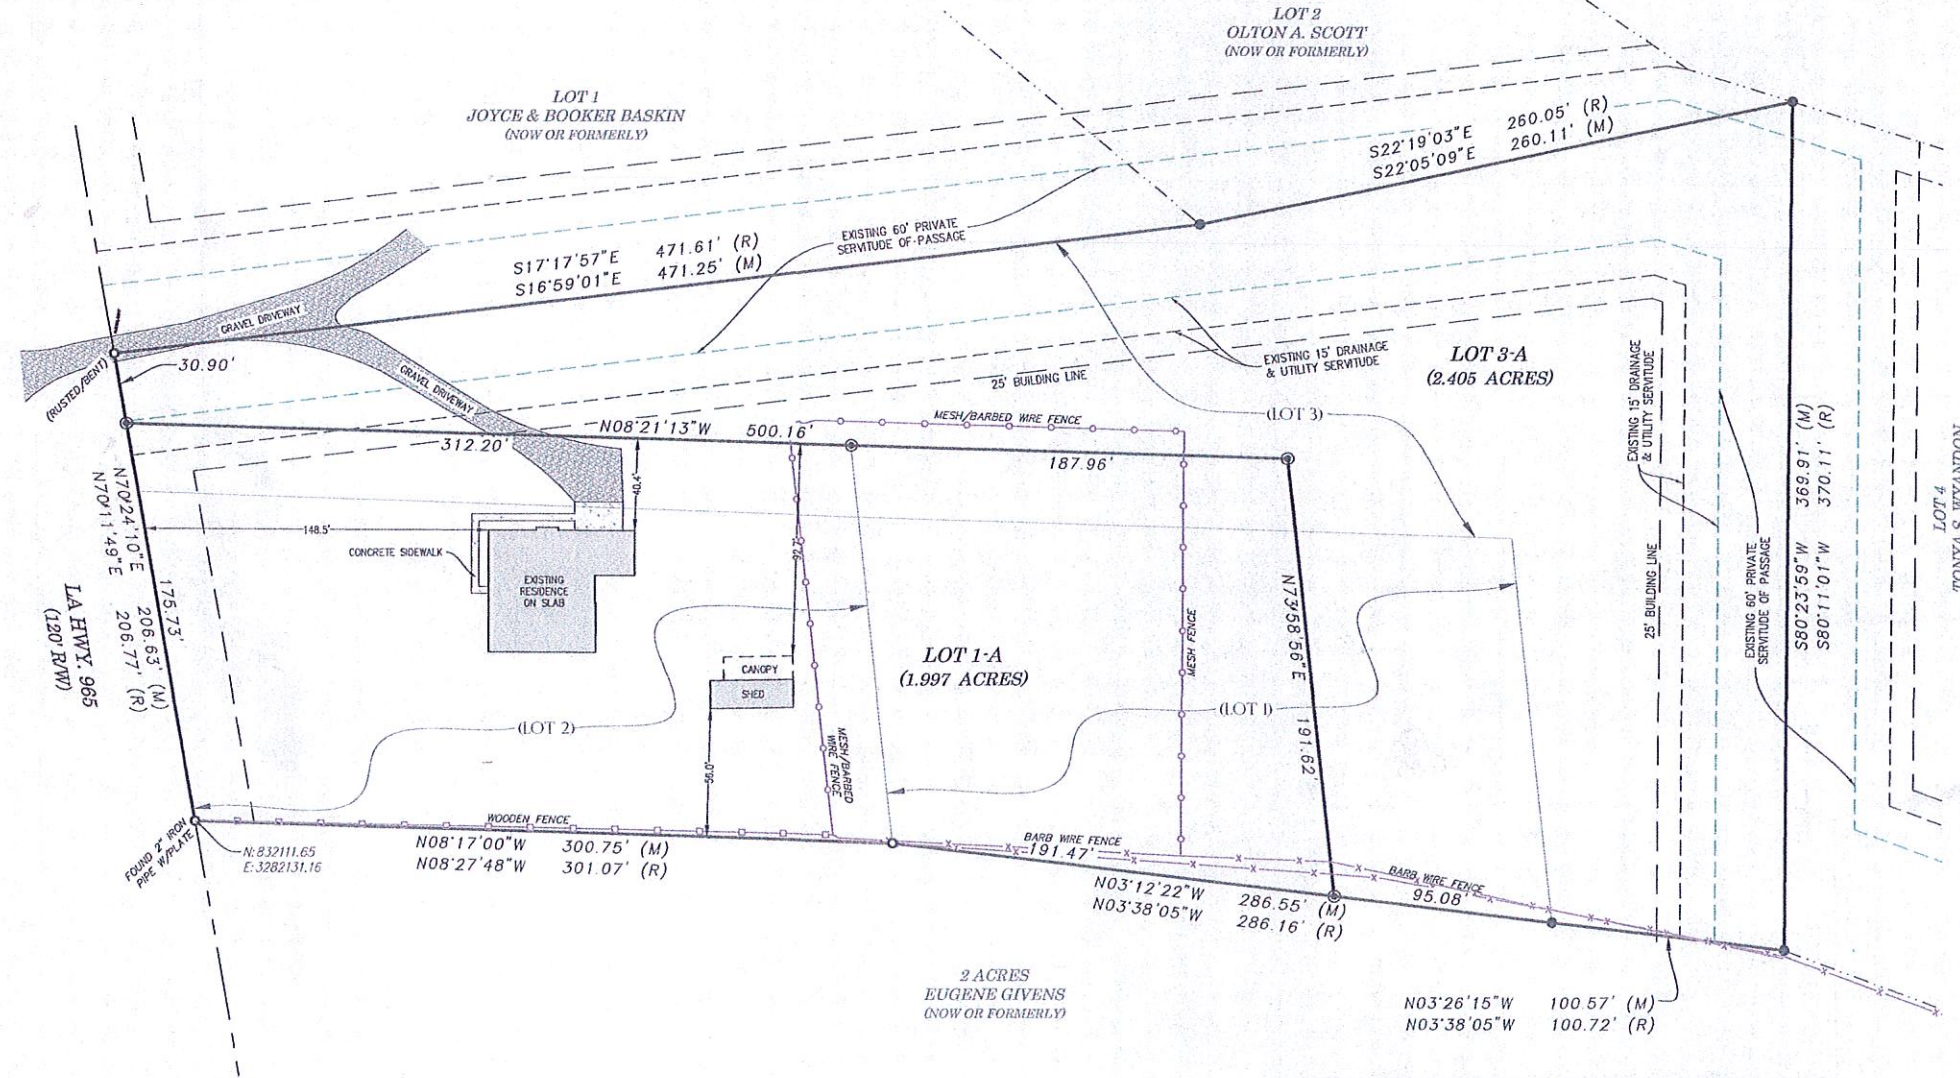 LOT 2
OLTON A. SCOTT
(NOW OR FORMERLY)
LOT 1
JOYCE & BOOKER BASKIN
(NOW OR FORMERLY)
S22°19'03"E 260.05' (R)
S22°05'09"E 260.11' (M)
EXISTING 60' PRIVATE
SERVITUDE OF PASSAGE
S17°17'57"E 471.61' (R)
S16°59'01"E 471.25' (M)
GRAVEL DRIVEWAY
(RUSTED/BENT)
30.90'
GRAVEL DRIVEWAY
25' BUILDING LINE
EXISTING 15' DRAINAGE
& UTILITY SERVITUDE
LOT 3-A
(2.405 ACRES)
(LOT 3)
MESH/BARBED WIRE FENCE
N08°21'13"W 500.16'
312.20'
187.96'
EXISTING 15' DRAINAGE
& UTILITY SERVITUDE
S80°23'59"W 369.91' (M)
S80°11'01"W 370.11' (R)
LOT 4
TONYA S. WYANDON
N70°24'10"E 206.63' (M)
N70°11'49"E 206.77' (R)
175.73'
LA HWY. 965
(120' R/W)
148.5'
40.4'
92.7'
CONCRETE SIDEWALK
EXISTING
RESIDENCE
ON SLAB
CANOPY
SHED
56.0'
MESH/BARBED
WIRE FENCE
LOT 1-A
(1.997 ACRES)
MESH FENCE
N73°58'56"E 191.62'
25' BUILDING LINE
EXISTING 60' PRIVATE
SERVITUDE OF PASSAGE
(LOT 2)
(LOT 1)
FOUND 2" IRON
PIPE W/PLATE
N:832111.65
E:3282131.16
WOODEN FENCE
N08°17'00"W 300.75' (M)
N08°27'48"W 301.07' (R)
BARB WIRE FENCE
191.47'
BARB WIRE FENCE
95.08'
N03°12'22"W 286.55' (M)
N03°38'05"W 286.16' (R)
2 ACRES
EUGENE GIVENS
(NOW OR FORMERLY)
N03°26'15"W 100.57' (M)
N03°38'05"W 100.72' (R)